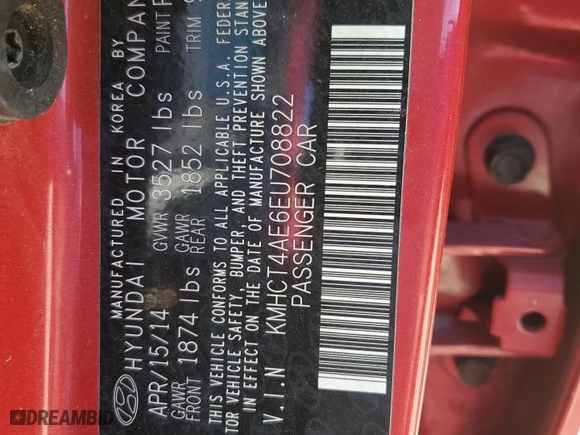 MANUFACTURED IN KOREA BY
HYUNDAI MOTOR COMPAN
APR/15/14 GVWR 3527 lbs PAINT
GAWR FRONT 1874 lbs GAWR REAR 1852 lbs TRIM
THIS VEHICLE CONFORMS TO ALL APPLICABLE U.S.A. FEDER
TOR VEHICLE SAFETY, BUMPER, AND THEFT PREVENTION STAN
IN EFFECT ON THE DATE OF MANUFACTURE SHOWN ABOVE
V.I.N KMHCT4AE6EU708822
PASSENGER CAR
DREAMBID